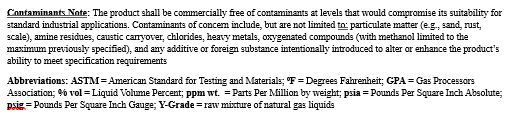 Contaminants Note: The product shall be commercially free of contaminants at levels that would compromise its suitability for
standard industrial applications. Contaminants of concern include, but are not limited to: particulate matter (e.g., sand, rust,
scale), amine residues, caustic carryover, chlorides, heavy metals, oxygenated compounds (with methanol limited to the
maximum previously specified), and any additive or foreign substance intentionally introduced to alter or enhance the product's
ability to meet specification requirements
Abbreviations: ASTM = American Standard for Testing and Materials; °F = Degrees Fahrenheit; GPA = Gas Processors
Association; % vol = Liquid Volume Percent; ppm wt. = Parts Per Million by weight; psia = Pounds Per Square Inch Absolute;
psig = Pounds Per Square Inch Gauge; Y-Grade = raw mixture of natural gas liquids